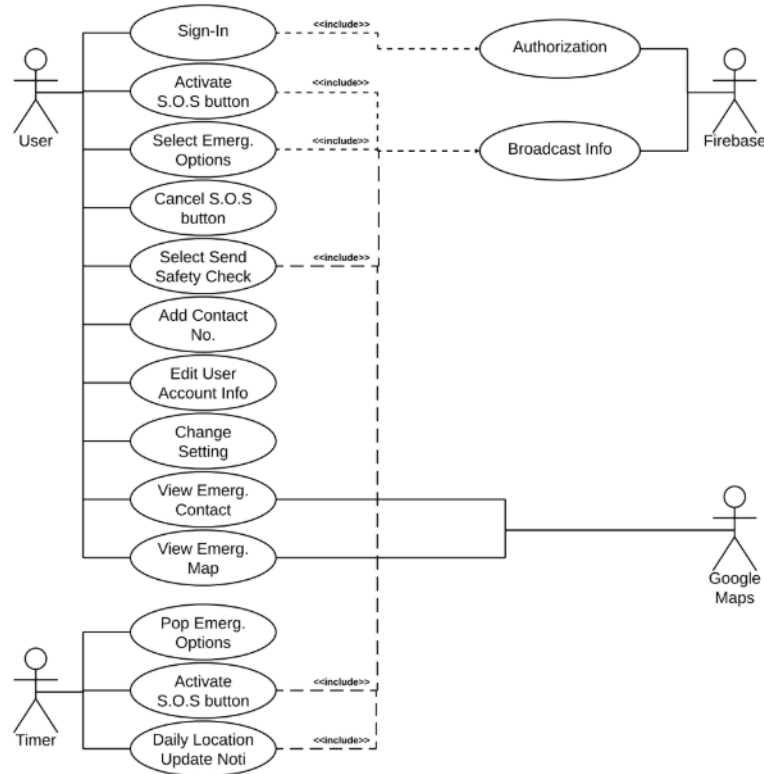 Sign-In
<<include>>
Authorization
Activate
S.O.S button
<<include>>
User
Select Emerg.
Options
<<include>>
Broadcast Info
Firebase
Cancel S.O.S
button
Select Send
Safety Check
<<include>>
Add Contact
No.
Edit User
Account Info
Change
Setting
View Emerg.
Contact
View Emerg.
Map
Google
Maps
Pop Emerg.
Options
Activate
S.O.S button
<<include>>
Timer
Daily Location
Update Noti
<<include>>